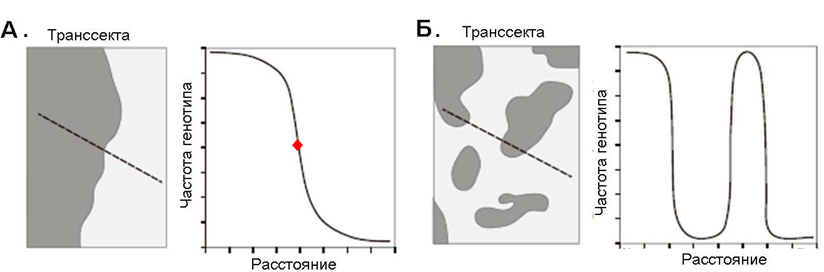 А.
Транссекта
Частота генотипа
Расстояние
Б.
Транссекта
Частота генотипа
Расстояние